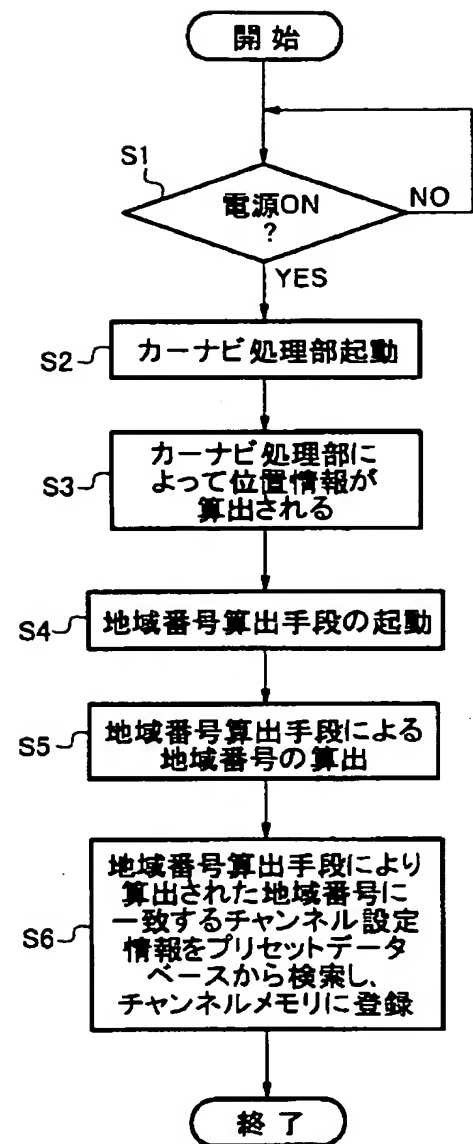 開始
S1
電源ON
?
NO
YES
S2
カーナビ処理部起動
S3
カーナビ処理部に
よって位置情報が
算出される
S4
地域番号算出手段の起動
S5
地域番号算出手段による
地域番号の算出
S6
地域番号算出手段により
算出された地域番号に
一致するチャンネル設定
情報をプリセットデータ
ベースから検索し、
チャンネルメモリに登録
終了